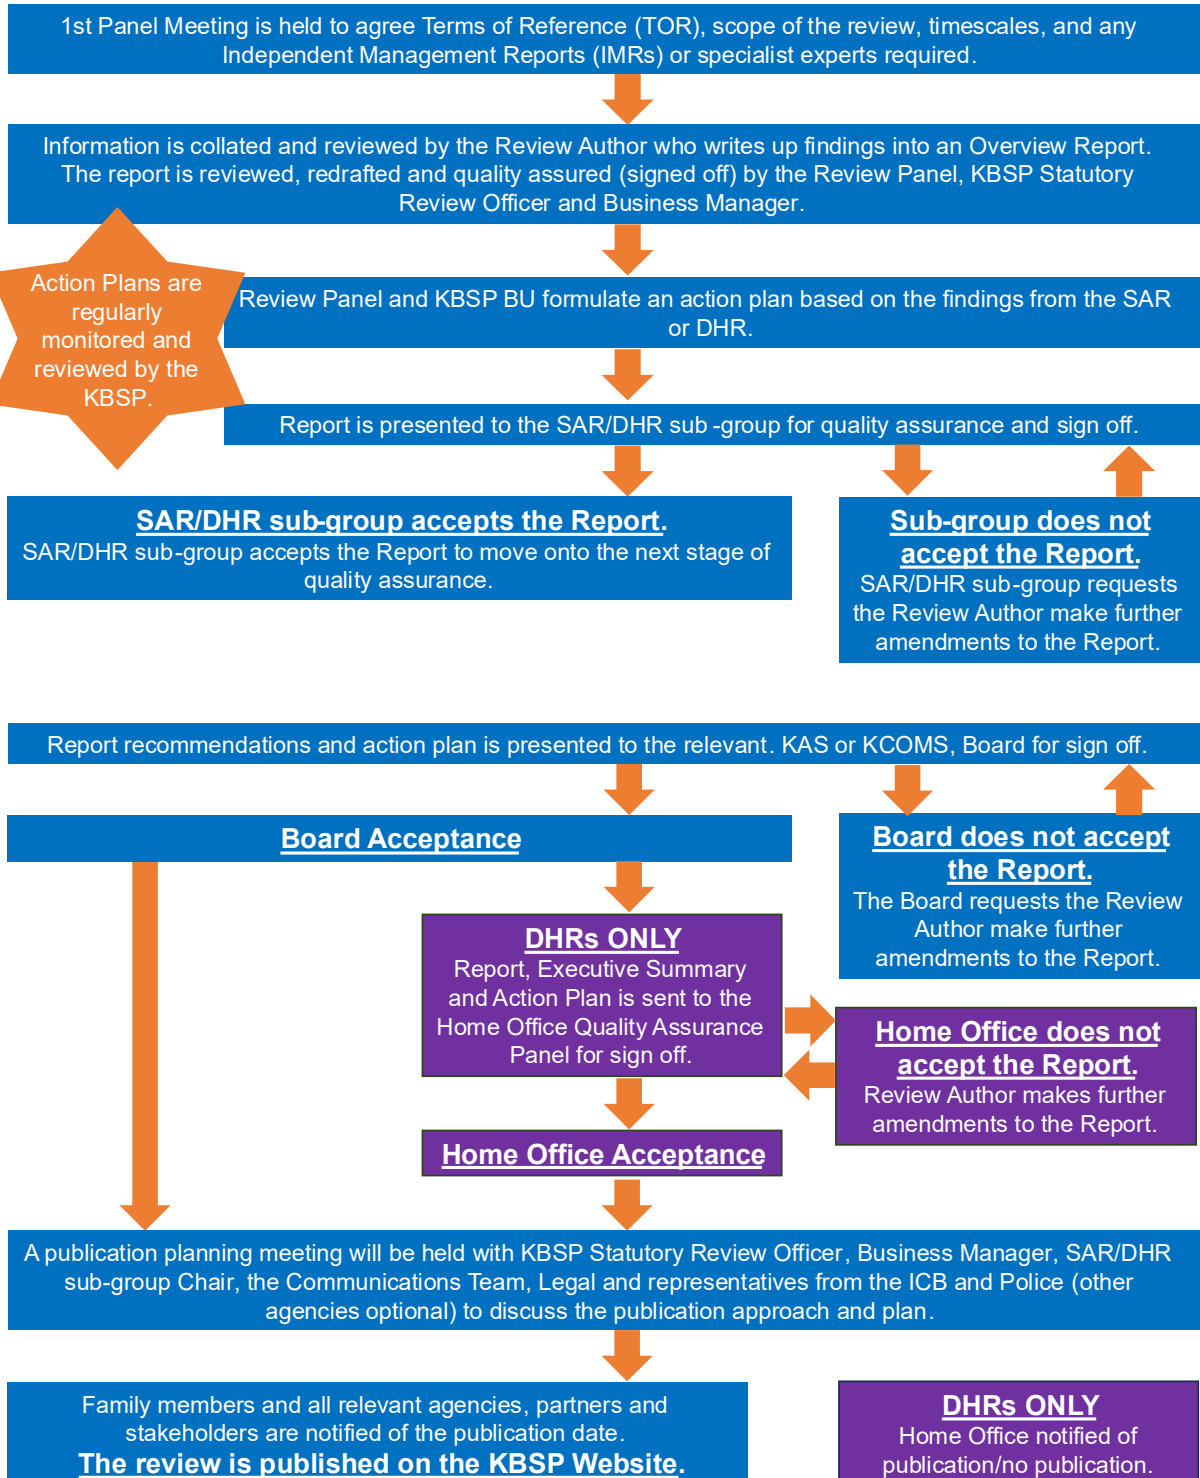 1st Panel Meeting is held to agree Terms of Reference (TOR), scope of the review, timescales, and any
Independent Management Reports (IMRs) or specialist experts required.
Information is collated and reviewed by the Review Author who writes up findings into an Overview Report.
The report is reviewed, redrafted and quality assured (signed off) by the Review Panel, KBSP Statutory
Review Officer and Business Manager.
Action Plans are
regularly
monitored and
reviewed by the
KBSP.
Review Panel and KBSP BU formulate an action plan based on the findings from the SAR
or DHR.
Report is presented to the SAR/DHR sub-group for quality assurance and sign off.
SAR/DHR sub-group accepts the Report.
SAR/DHR sub-group accepts the Report to move onto the next stage of
quality assurance.
Sub-group does not
accept the Report.
SAR/DHR sub-group requests
the Review Author make further
amendments to the Report.
Report recommendations and action plan is presented to the relevant. KAS or KCOMS, Board for sign off.
Board Acceptance
Board does not accept
the Report.
The Board requests the Review
Author make further
amendments to the Report.
DHRs ONLY
Report, Executive Summary
and Action Plan is sent to the
Home Office Quality Assurance
Panel for sign off.
Home Office does not
accept the Report.
Review Author makes further
amendments to the Report.
Home Office Acceptance
A publication planning meeting will be held with KBSP Statutory Review Officer, Business Manager, SAR/DHR
sub-group Chair, the Communications Team, Legal and representatives from the ICB and Police (other
agencies optional) to discuss the publication approach and plan.
Family members and all relevant agencies, partners and
stakeholders are notified of the publication date.
The review is published on the KBSP Website.
DHRs ONLY
Home Office notified of
publication/no publication.